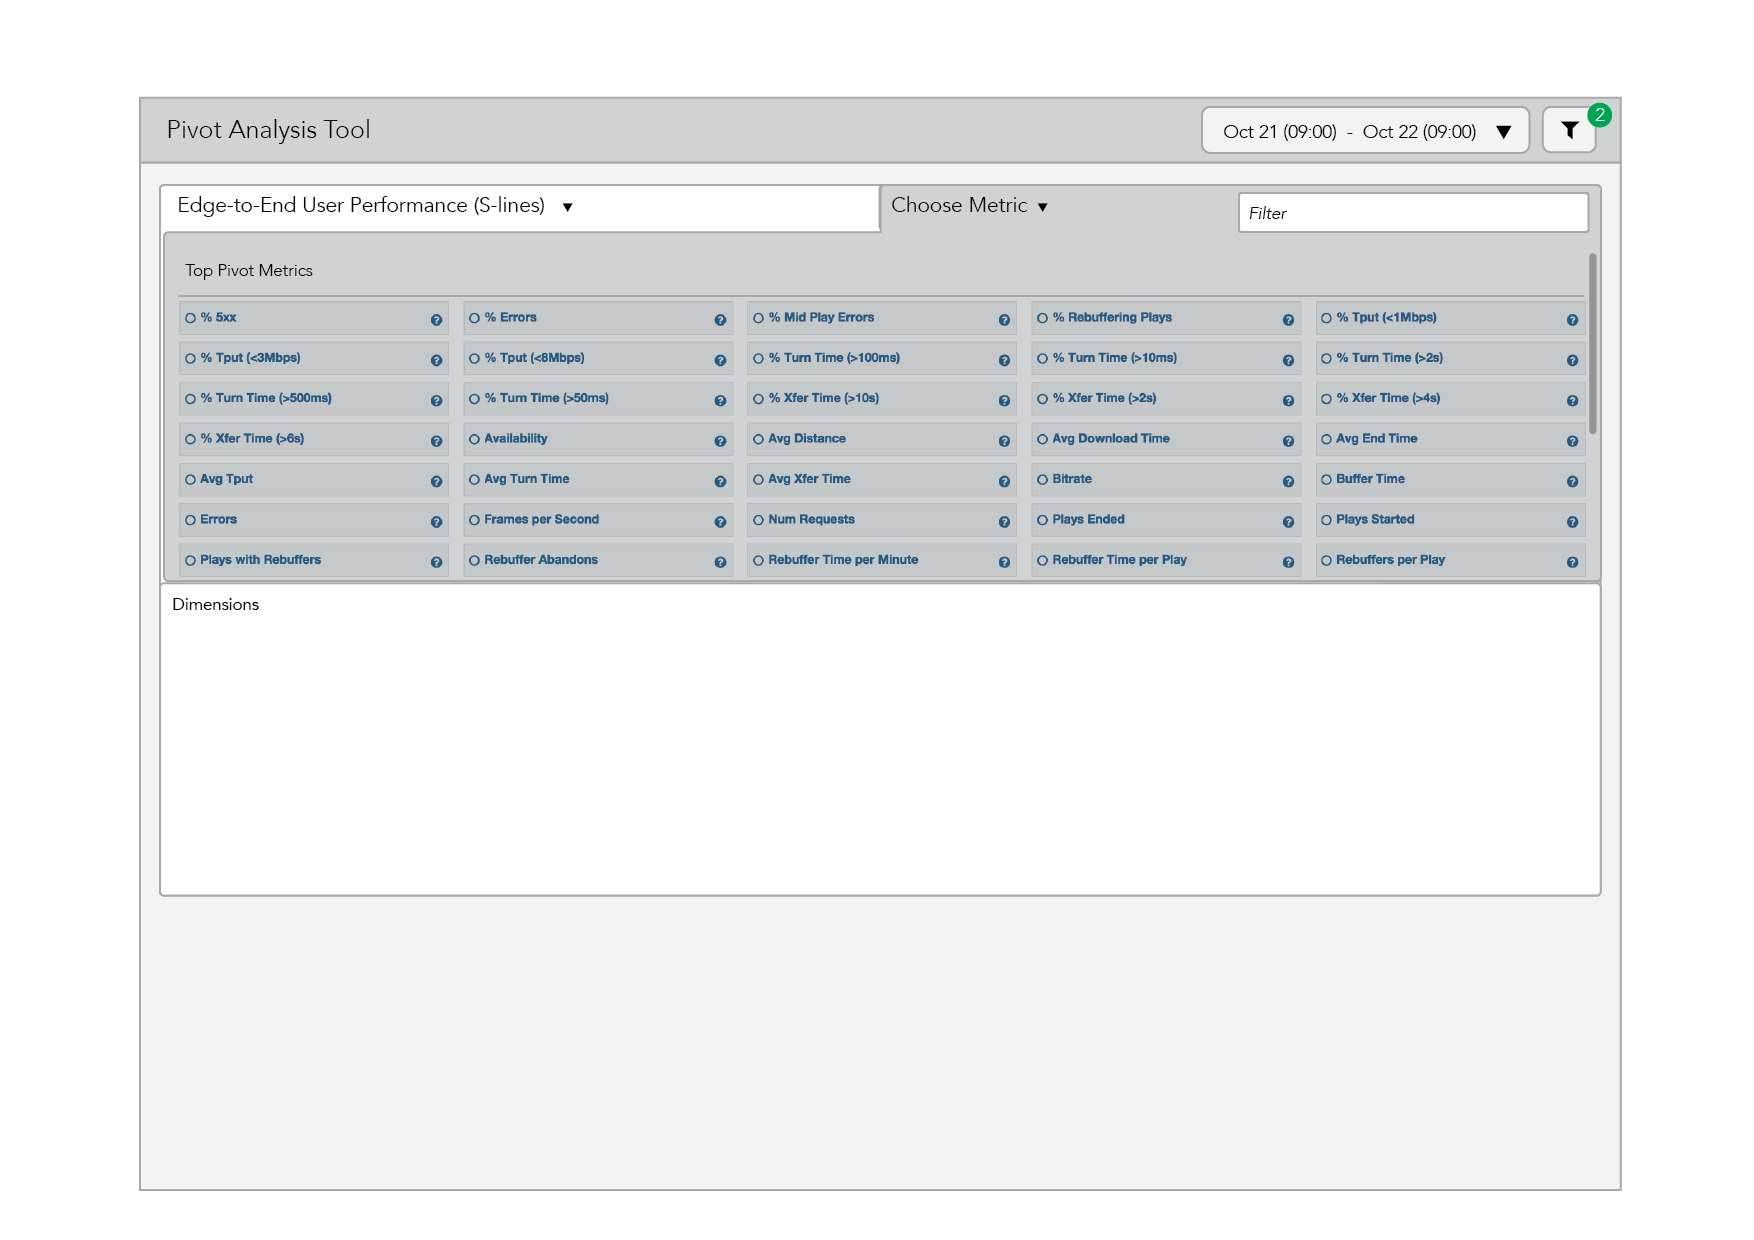 Pivot Analysis Tool
Oct 21 (09:00) - Oct 22 (09:00) ▼
2
Edge-to-End User Performance (S-lines) ▼
Choose Metric ▼
Filter
Top Pivot Metrics
% 5xx ? % Errors ? % Mid Play Errors ? % Rebuffering Plays ? % Tput (<1Mbps) ?
% Tput (<3Mbps) ? % Tput (<8Mbps) ? % Turn Time (>100ms) ? % Turn Time (>10ms) ? % Turn Time (>2s) ?
% Turn Time (>500ms) ? % Turn Time (>50ms) ? % Xfer Time (>10s) ? % Xfer Time (>2s) ? % Xfer Time (>4s) ?
% Xfer Time (>6s) ? Availability ? Avg Distance ? Avg Download Time ? Avg End Time ?
Avg Tput ? Avg Turn Time ? Avg Xfer Time ? Bitrate ? Buffer Time ?
Errors ? Frames per Second ? Num Requests ? Plays Ended ? Plays Started ?
Plays with Rebuffers ? Rebuffer Abandons ? Rebuffer Time per Minute ? Rebuffer Time per Play ? Rebuffers per Play ?
Dimensions